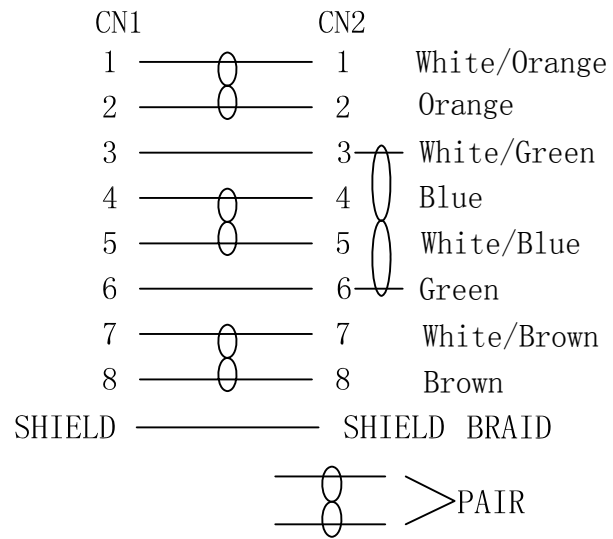 CN1 CN2
1 1 White/Orange
2 2 Orange
3 3 White/Green
4 4 Blue
5 5 White/Blue
6 6 Green
7 7 White/Brown
8 8 Brown
SHIELD SHIELD BRAID
PAIR